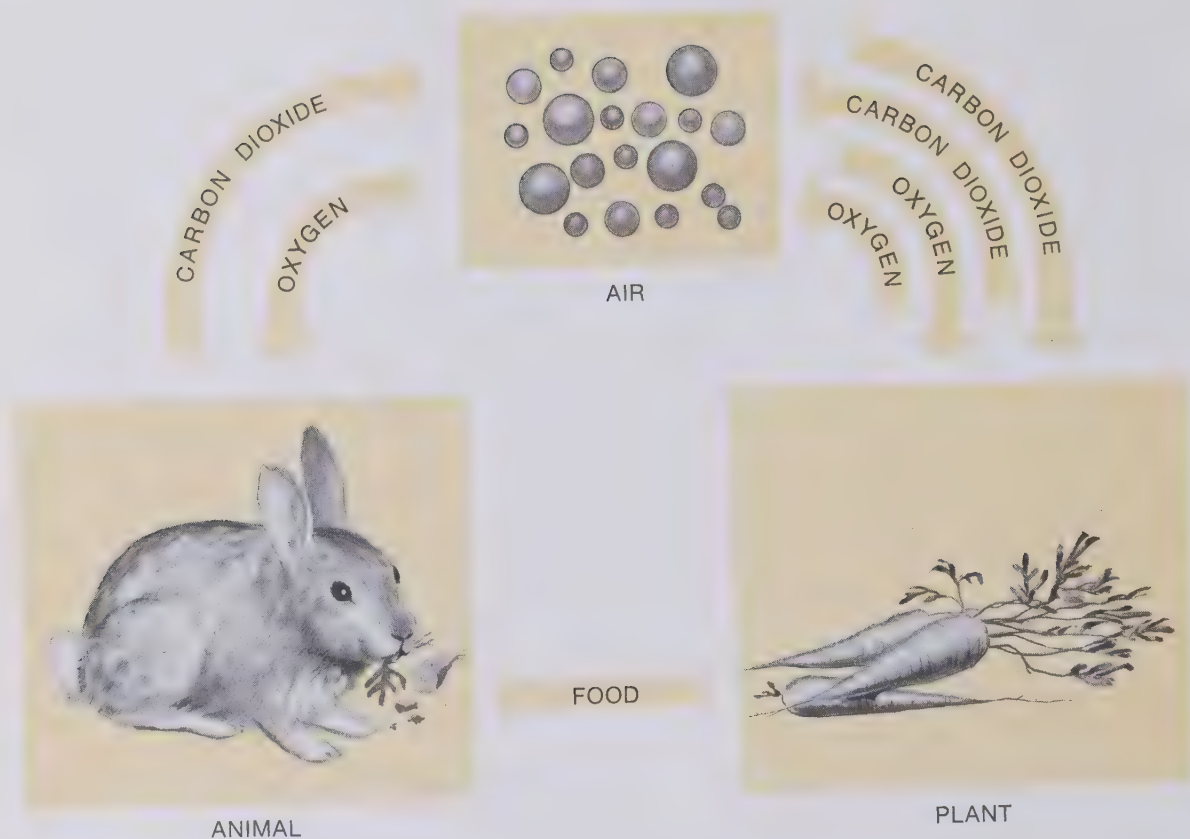 CARBON DIOXIDE
OXYGEN
AIR
CARBON DIOXIDE
CARBON DIOXIDE
OXYGEN
OXYGEN
FOOD
ANIMAL
PLANT